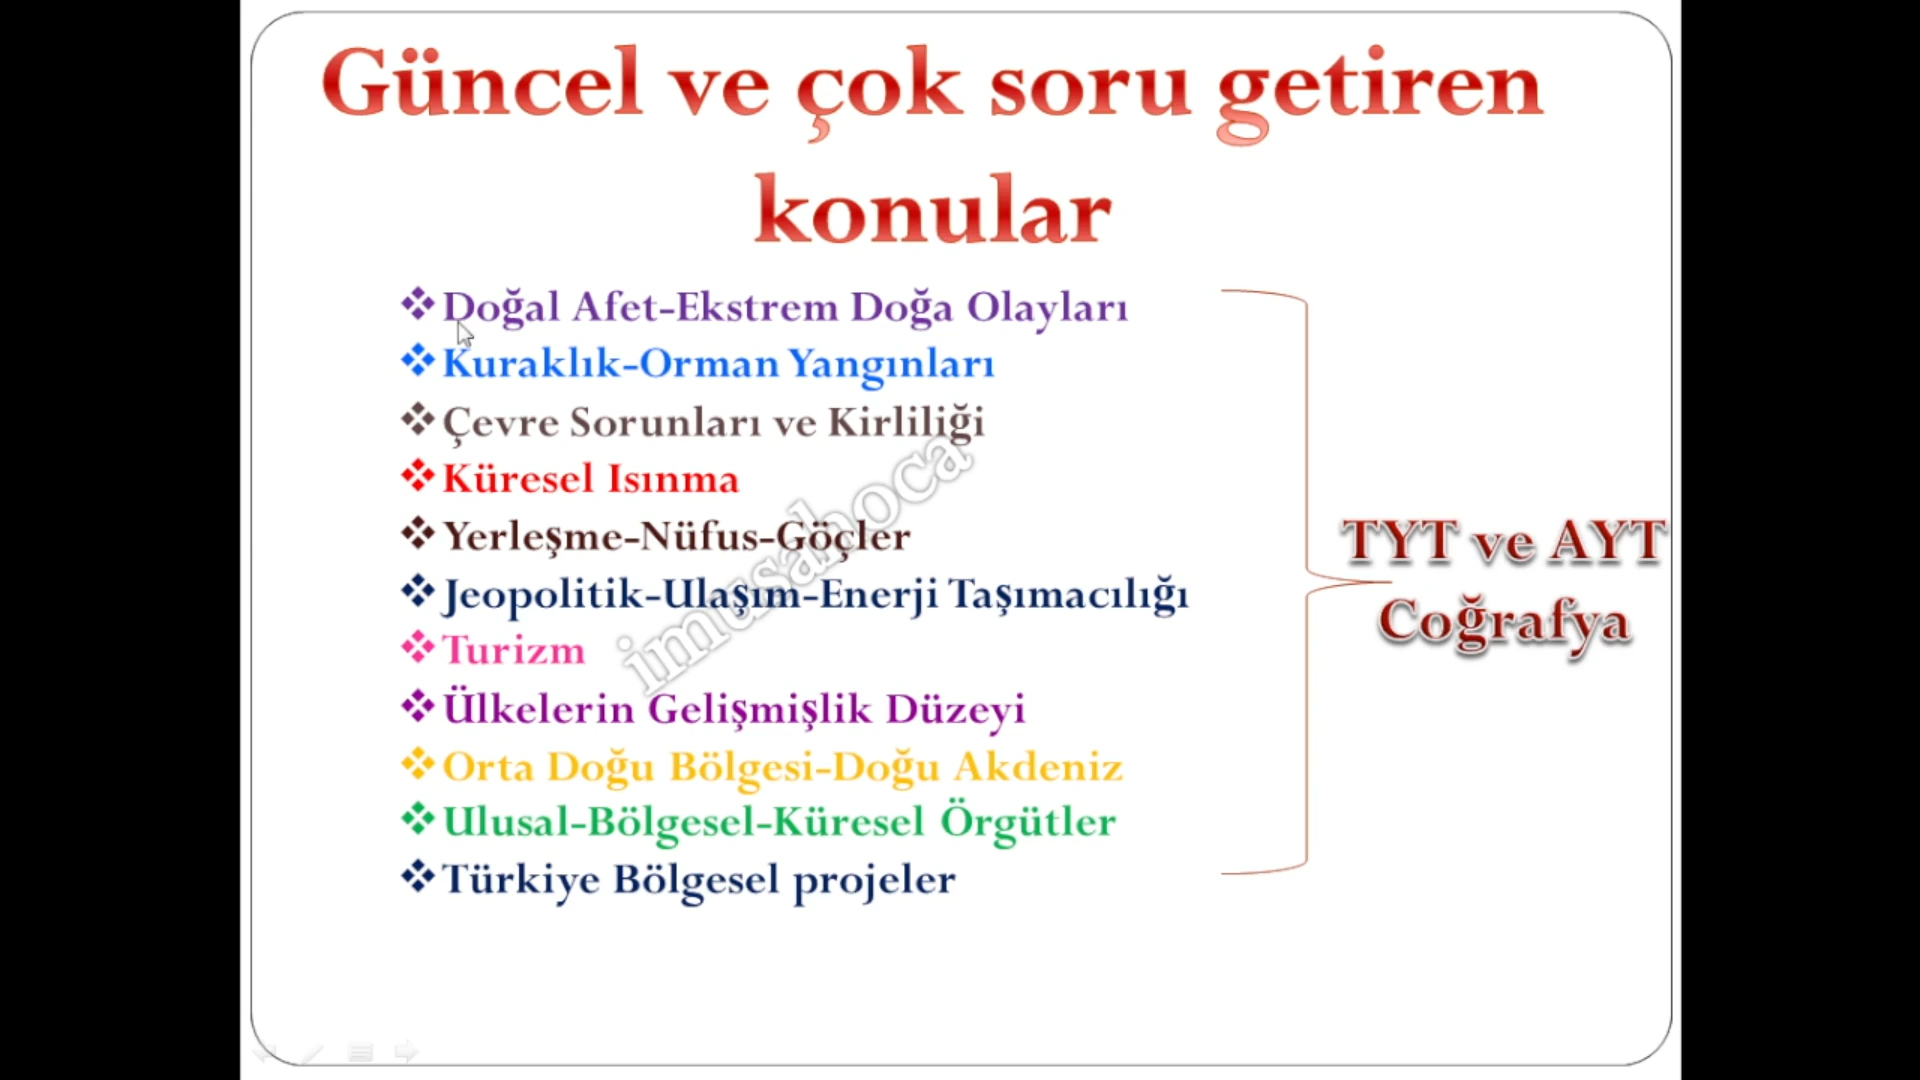 Güncel ve çok soru getiren
konular
Doğal Afet-Ekstrem Doğa Olayları
Kuraklık-Orman Yangınları
Çevre Sorunları ve Kirliliği
Küresel Isınma
Yerleşme-Nüfus-Göçler
Jeopolitik-Ulaşım-Enerji Taşımacılığı
Turizm
Ülkelerin Gelişmişlik Düzeyi
Orta Doğu Bölgesi-Doğu Akdeniz
Ulusal-Bölgesel-Küresel Örgütler
Türkiye Bölgesel projeler
TYT ve AYT
Coğrafya
imusahoca